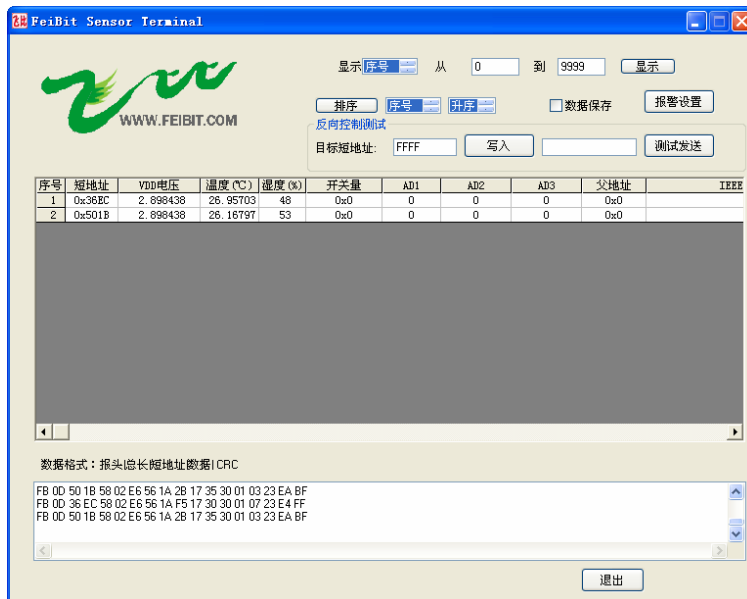 FeiBit Sensor Terminal
显示 序号 从 0 到 9999 显示
排序 序号 升序 数据保存 报警设置
WWW.FEIBIT.COM
反向控制测试
目标短地址: FFFF 写入 测试发送
序号 短地址 VDD电压 温度(℃) 湿度(%) 开关量 AD1 AD2 AD3 父地址 IEEE
1 0x36EC 2.898438 26.95703 48 0x0 0 0 0 0x0
2 0x501B 2.898438 26.16797 53 0x0 0 0 0 0x0
数据格式：报头|总长|短地址|数据|CRC
FB 0D 50 1B 58 02 E6 56 1A 2B 17 35 30 01 03 23 EA BF
FB 0D 36 EC 58 02 E6 56 1A F5 17 30 30 01 07 23 E4 FF
FB 0D 50 1B 58 02 E6 56 1A 2B 17 35 30 01 03 23 EA BF
退出